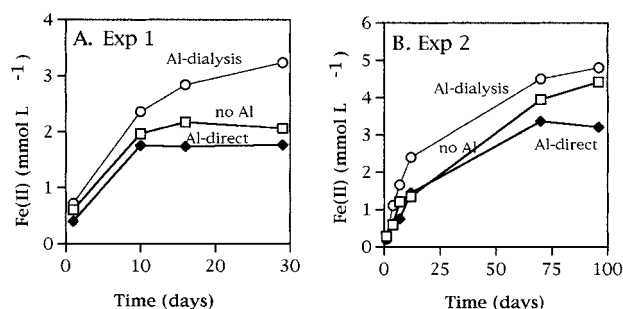 A. Exp 1
Fe(II) (mmol L -1)
4
3
2
1
0
0 10 20 30
Al-dialysis
no Al
Al-direct
Time (days)
B. Exp 2
Fe(II) (mmol L -1)
6
5
4
3
2
1
0
0 25 50 75 100
Al-dialysis
no Al
Al-direct
Time (days)